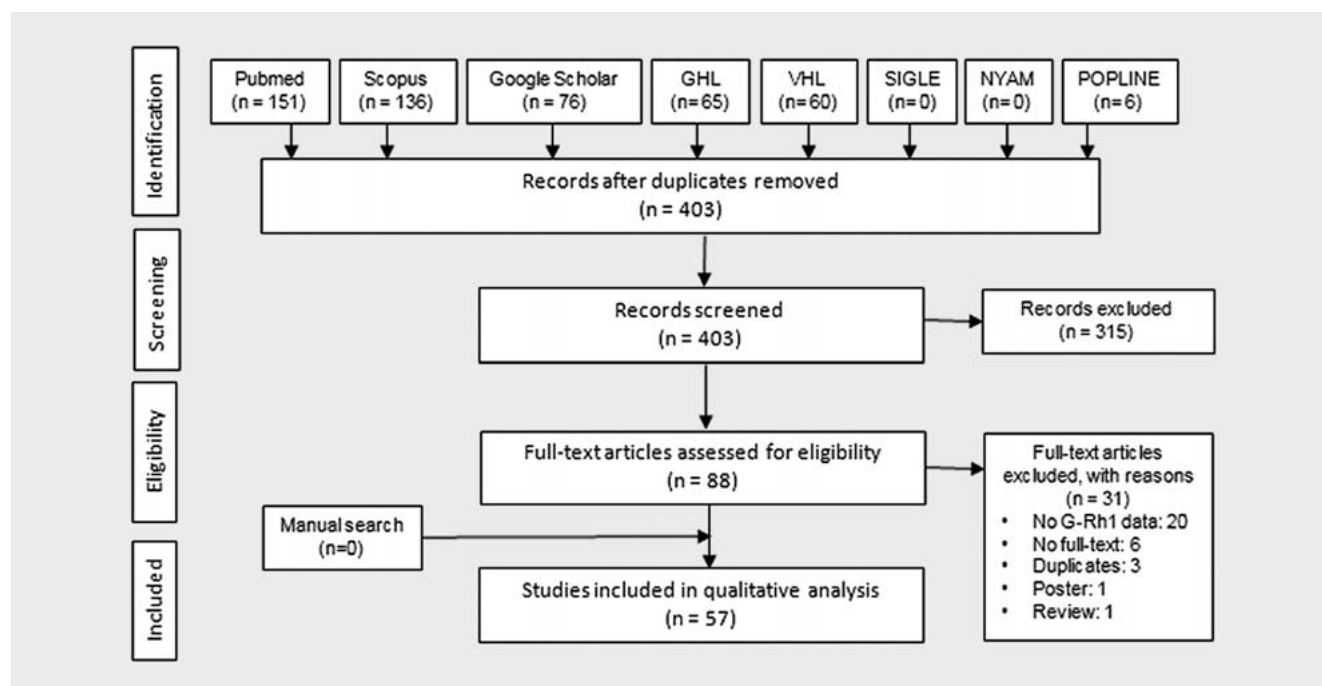 Identification
Pubmed
(n = 151)
Scopus
(n = 136)
Google Scholar
(n = 76)
GHL
(n=65)
VHL
(n=60)
SIGLE
(n=0)
NYAM
(n=0)
POPLINE
(n=6)
Records after duplicates removed
(n = 403)
Screening
Records screened
(n = 403)
Records excluded
(n = 315)
Eligibility
Full-text articles assessed for eligibility
(n = 88)
Full-text articles
excluded, with reasons
(n = 31)
• No G-Rh1 data: 20
• No full-text: 6
• Duplicates: 3
• Poster: 1
• Review: 1
Manual search
(n=0)
Included
Studies included in qualitative analysis
(n = 57)